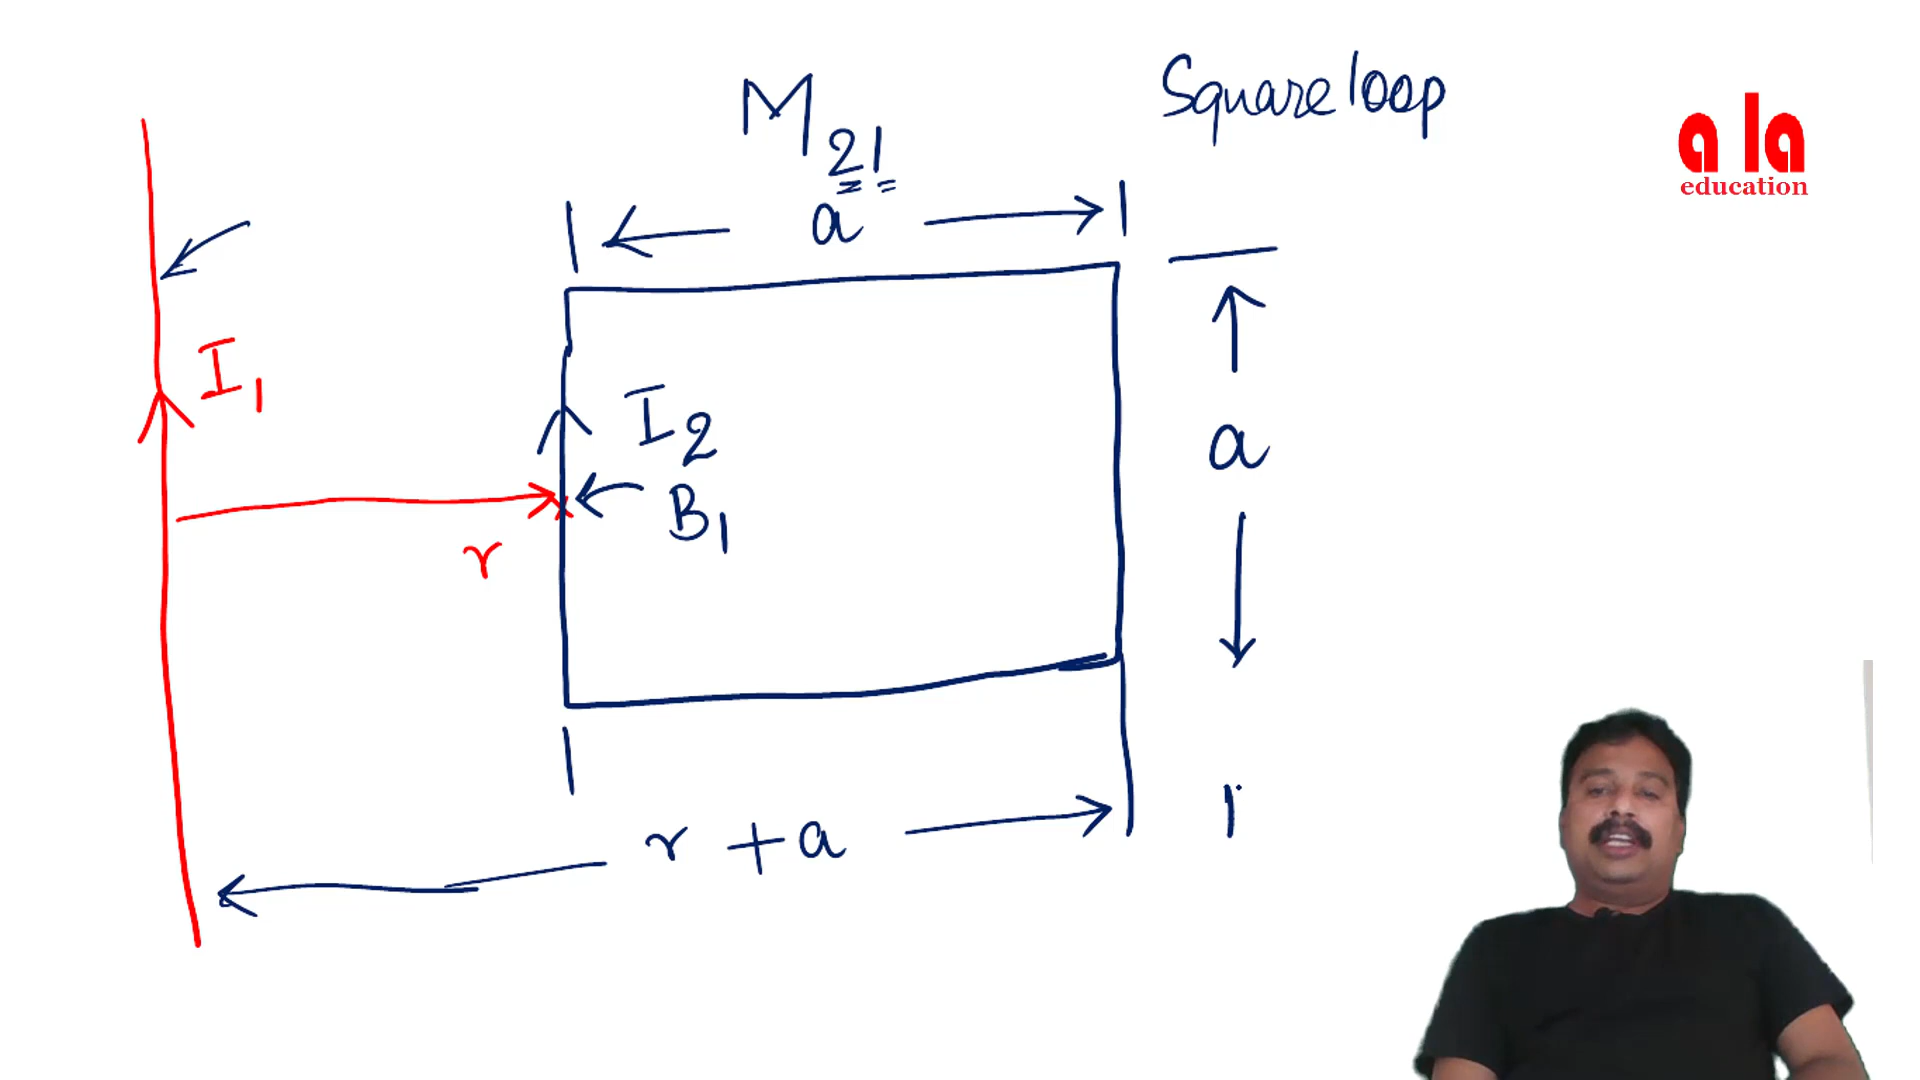 Square loop
M21
a
a la
education
I1
I2
a
B1
r
r + a